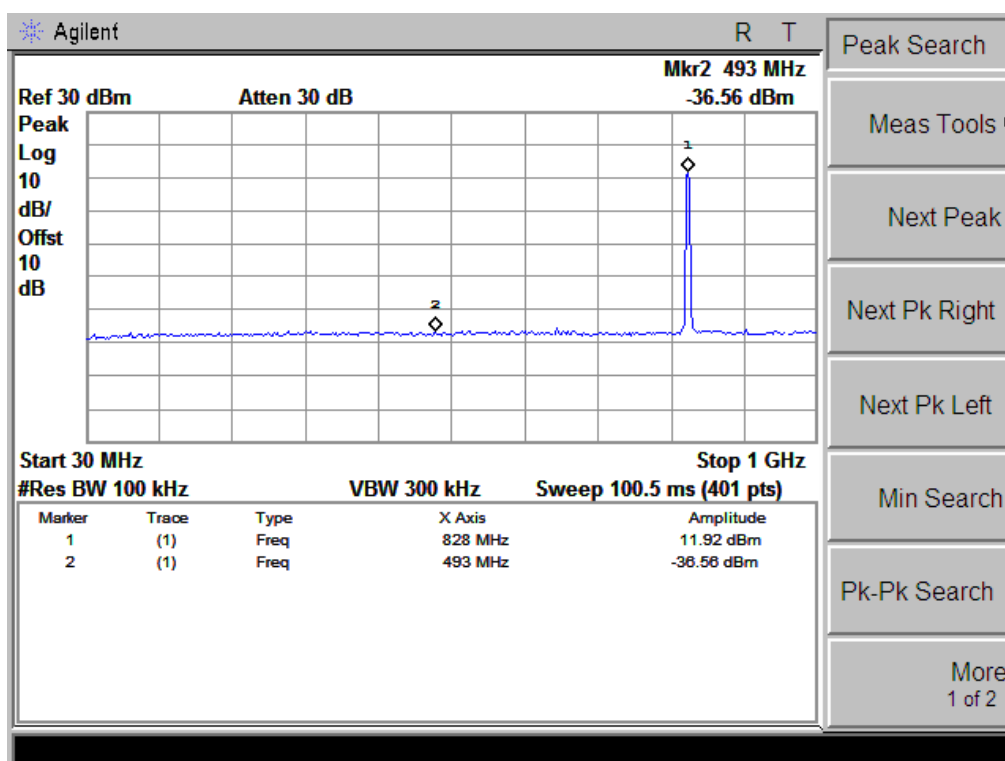 Agilent R T
Mkr2 493 MHz
Ref 30 dBm Atten 30 dB -36.56 dBm
Peak
Log
10
dB/
Offst
10
dB
1
2
Start 30 MHz Stop 1 GHz
#Res BW 100 kHz VBW 300 kHz Sweep 100.5 ms (401 pts)
Marker Trace Type X Axis Amplitude
1 (1) Freq 828 MHz 11.92 dBm
2 (1) Freq 493 MHz -36.56 dBm
Peak Search
Meas Tools
Next Peak
Next Pk Right
Next Pk Left
Min Search
Pk-Pk Search
More
1 of 2